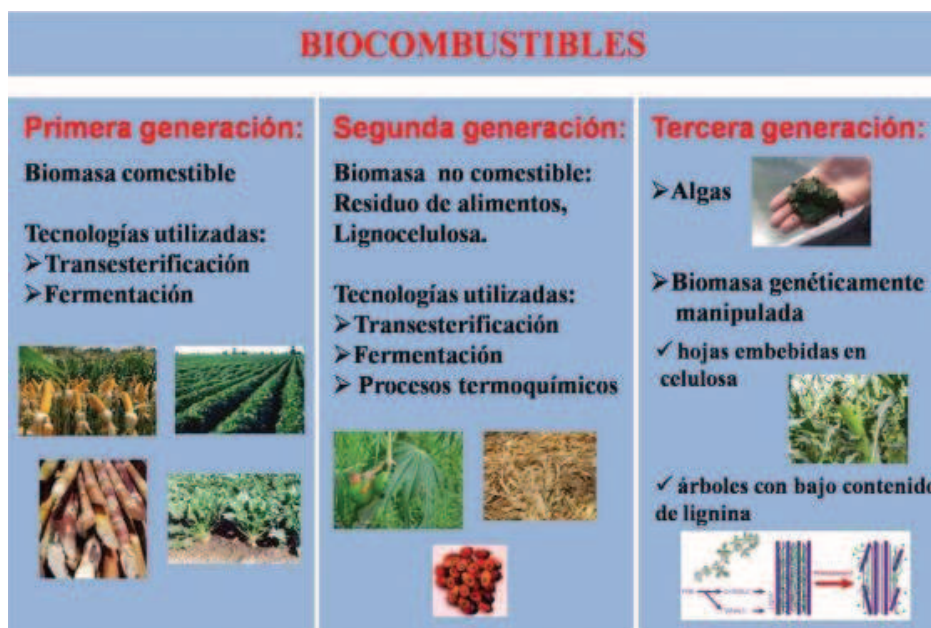 BIOCOMBUSTIBLES
Primera generación:
Biomasa comestible
Tecnologías utilizadas:
➢Transesterificación
➢Fermentación
Segunda generación:
Biomasa no comestible:
Residuo de alimentos,
Lignocelulosa.
Tecnologías utilizadas:
➢Transesterificación
➢Fermentación
➢ Procesos termoquímicos
Tercera generación:
➢Algas
➢Biomasa genéticamente
manipulada
✓ hojas embebidas en
celulosa
✓ árboles con bajo contenido
de lignina